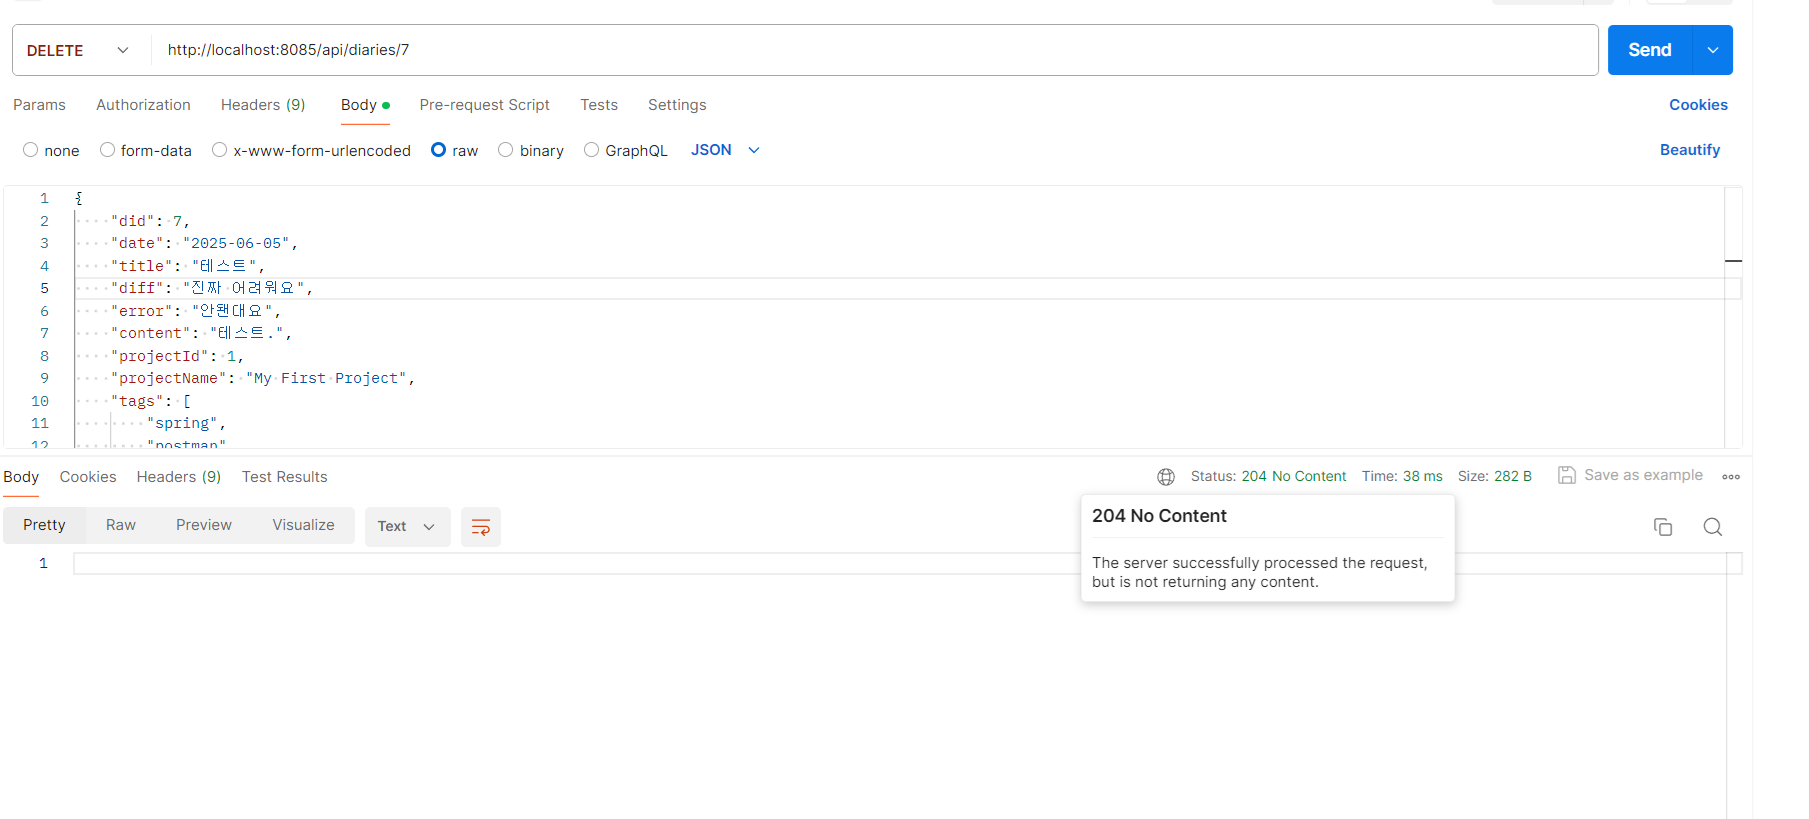 DELETE http://localhost:8085/api/diaries/7 Send
Params Authorization Headers (9) Body Pre-request Script Tests Settings Cookies
none form-data x-www-form-urlencoded raw binary GraphQL JSON Beautify
1 {
2 "did": 7,
3 "date": "2025-06-05",
4 "title": "테스트",
5 "diff": "진짜 어려워요",
6 "error": "안됀대요",
7 "content": "테스트.",
8 "projectId": 1,
9 "projectName": "My First Project",
10 "tags": [
11 "spring",
12 "postman"
Body Cookies Headers (9) Test Results Status: 204 No Content Time: 38 ms Size: 282 B Save as example
Pretty Raw Preview Visualize Text
204 No Content
The server successfully processed the request,
but is not returning any content.
1